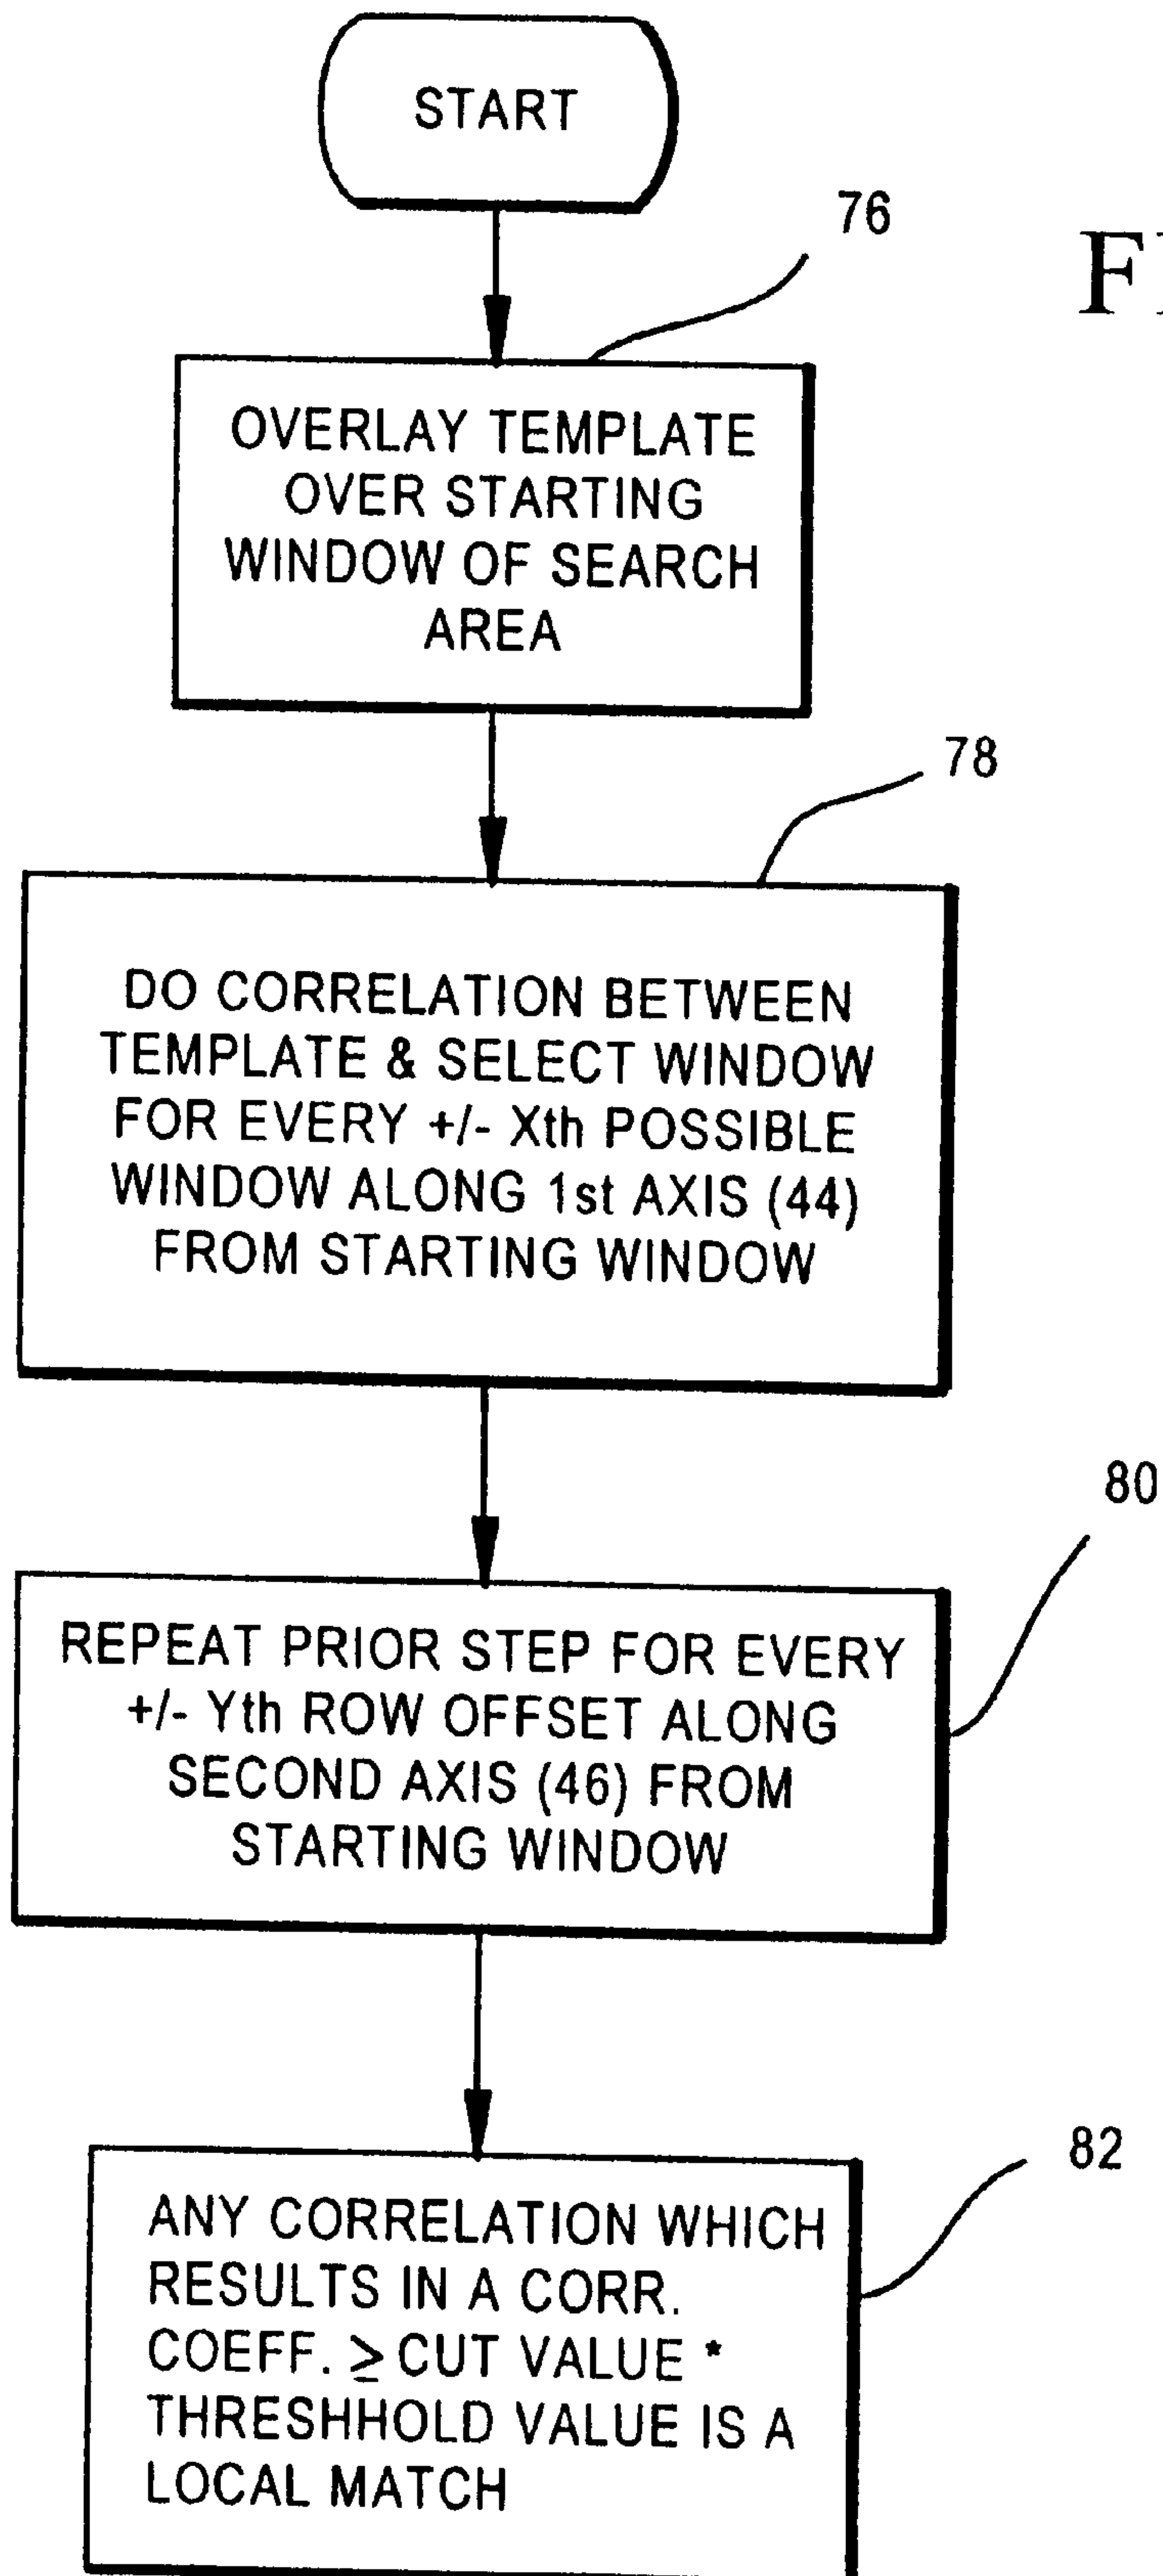 START
76
OVERLAY TEMPLATE
OVER STARTING
WINDOW OF SEARCH
AREA
78
DO CORRELATION BETWEEN
TEMPLATE & SELECT WINDOW
FOR EVERY +/- Xth POSSIBLE
WINDOW ALONG 1st AXIS (44)
FROM STARTING WINDOW
80
REPEAT PRIOR STEP FOR EVERY
+/- Yth ROW OFFSET ALONG
SECOND AXIS (46) FROM
STARTING WINDOW
82
ANY CORRELATION WHICH
RESULTS IN A CORR.
COEFF. ≥ CUT VALUE *
THRESHHOLD VALUE IS A
LOCAL MATCH